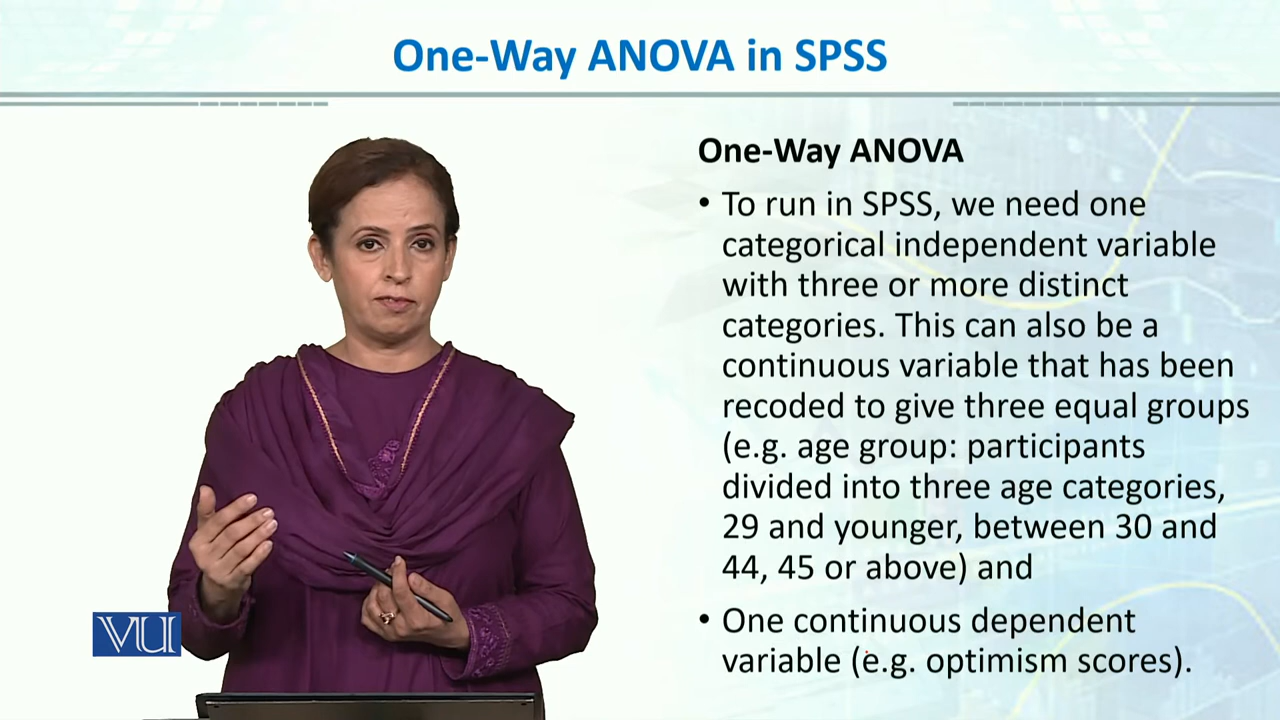 One-Way ANOVA in SPSS
One-Way ANOVA
• To run in SPSS, we need one
categorical independent variable
with three or more distinct
categories. This can also be a
continuous variable that has been
recoded to give three equal groups
(e.g. age group: participants
divided into three age categories,
29 and younger, between 30 and
44, 45 or above) and
• One continuous dependent
variable (e.g. optimism scores).
VU